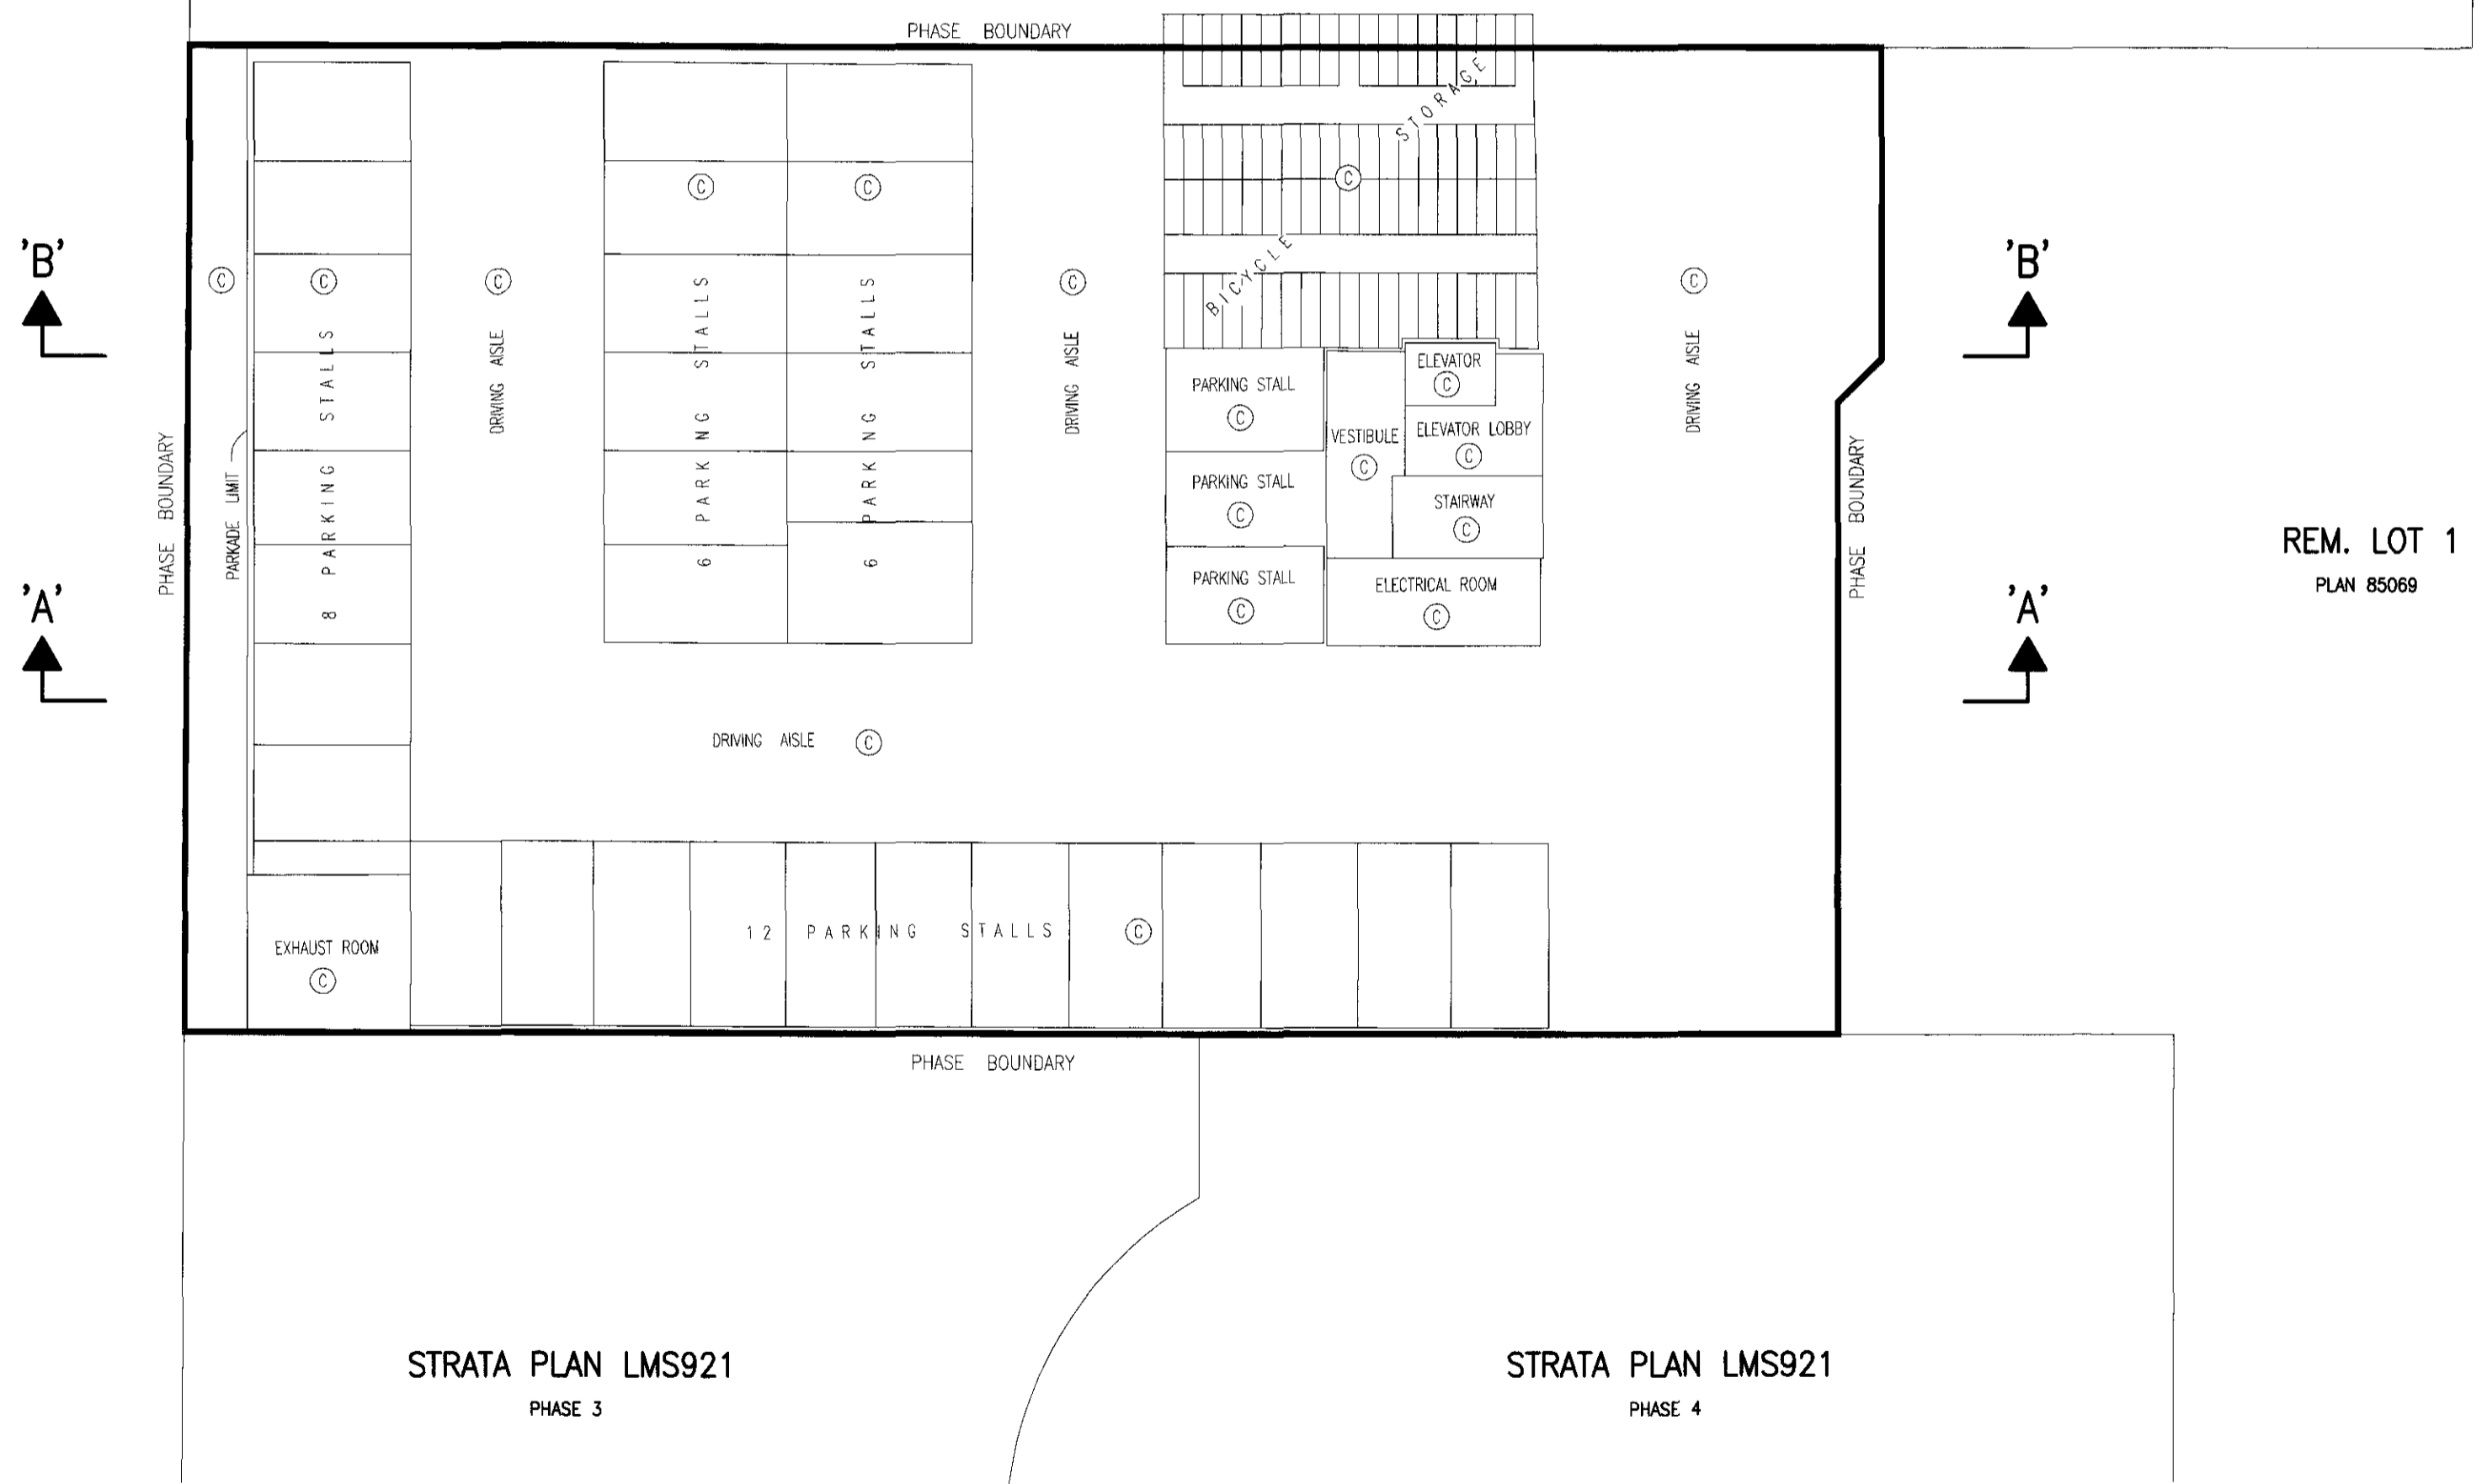 PHASE BOUNDARY
STORAGE
C
C
C
BICYCLE
'B'
C
C
C
C
C
'B'
8 PARKING STALLS
DRIVING AISLE
6 PARKING STALLS
6 PARKING STALLS
DRIVING AISLE
DRIVING AISLE
PARKING STALL
C
ELEVATOR
C
VESTIBULE
C
ELEVATOR LOBBY
C
PHASE BOUNDARY
PARKADE LIMIT
PARKING STALL
C
STAIRWAY
C
PHASE BOUNDARY
REM. LOT 1
PLAN 85069
'A'
PARKING STALL
C
ELECTRICAL ROOM
C
'A'
DRIVING AISLE C
12 PARKING STALLS C
EXHAUST ROOM
C
PHASE BOUNDARY
STRATA PLAN LMS921
PHASE 3
STRATA PLAN LMS921
PHASE 4